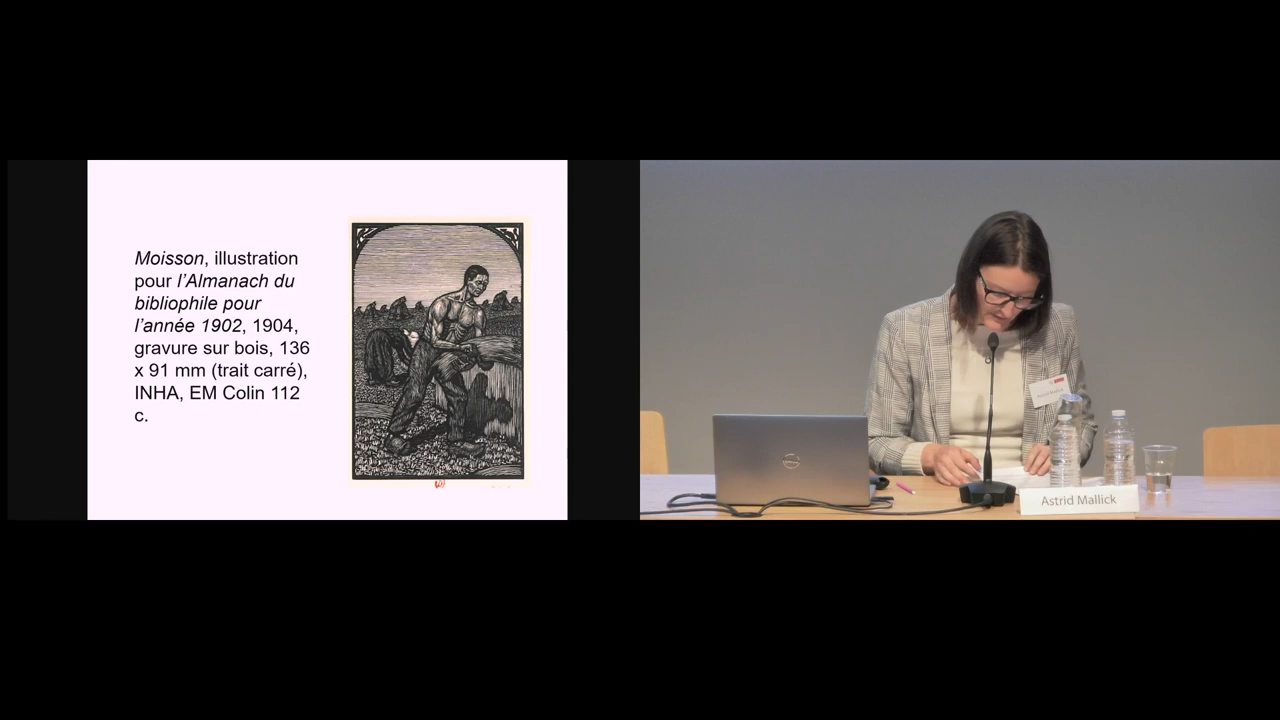 Moisson, illustration
pour l’Almanach du
bibliophile pour
l’année 1902, 1904,
gravure sur bois, 136
x 91 mm (trait carré),
INHA, EM Colin 112
c.
Astrid Mallick